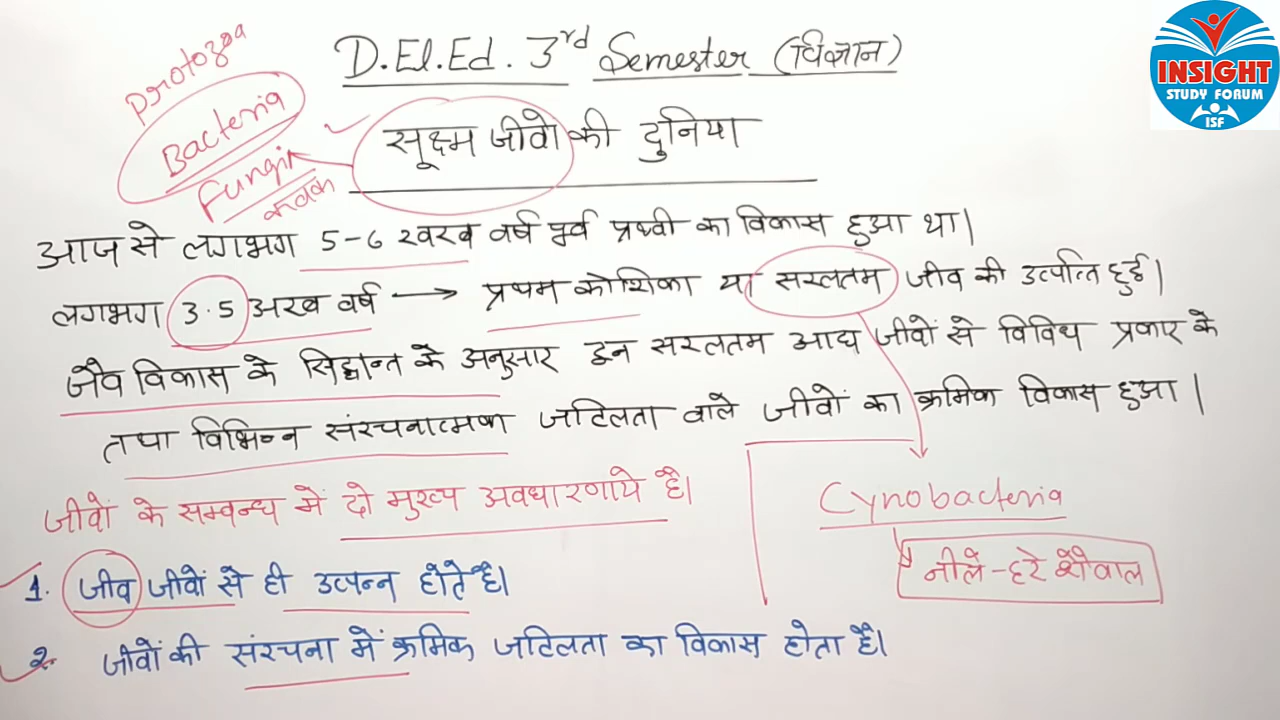 D.El.Ed. 3rd Semester (विज्ञान)
INSIGHT
STUDY FORUM
ISF
Protozoa
Bacteria
Fungi
कवक
सूक्ष्म जीवो की दुनिया
आज से लगभग 5-6 खरब वर्ष पूर्व पृथ्वी का विकास हुआ था।
लगभग 3.5 अरब वर्ष → प्रथम कोशिका या सरलतम जीव की उत्पत्ति हुई।
जैव विकास के सिद्धान्त के अनुसार इन सरलतम आद्य जीवों से विविध प्रकार के
तथा विभिन्न संरचनात्मक जटिलता वाले जीवों का क्रमिक विकास हुआ।
जीवों के सम्बन्ध में दो मुख्य अवधारणाये है।
Cynobacteria
नीले-हरे शैवाल
1. जीव जीवों से ही उत्पन्न होते है।
2. जीवों की संरचना में क्रमिक जटिलता का विकास होता है।